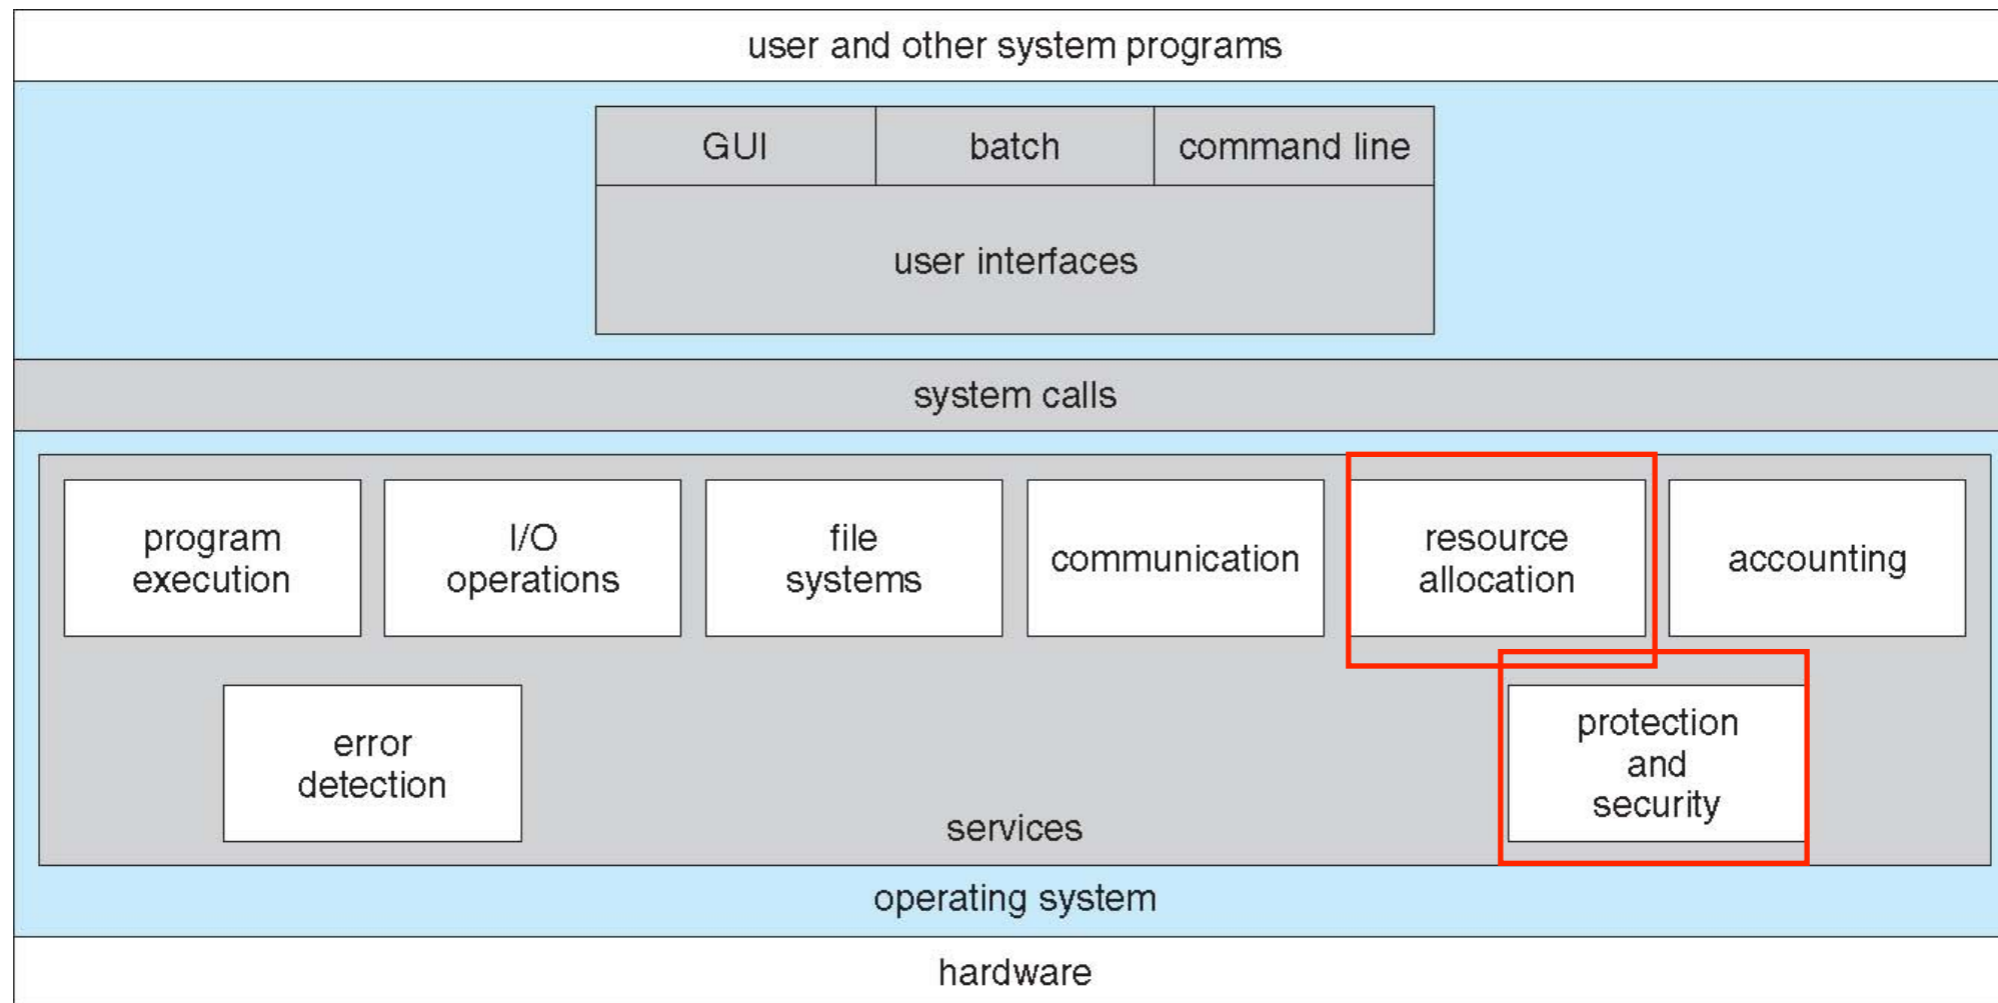 user and other system programs
GUI
batch
command line
user interfaces
system calls
program
execution
I/O
operations
file
systems
communication
resource
allocation
accounting
error
detection
protection
and
security
services
operating system
hardware